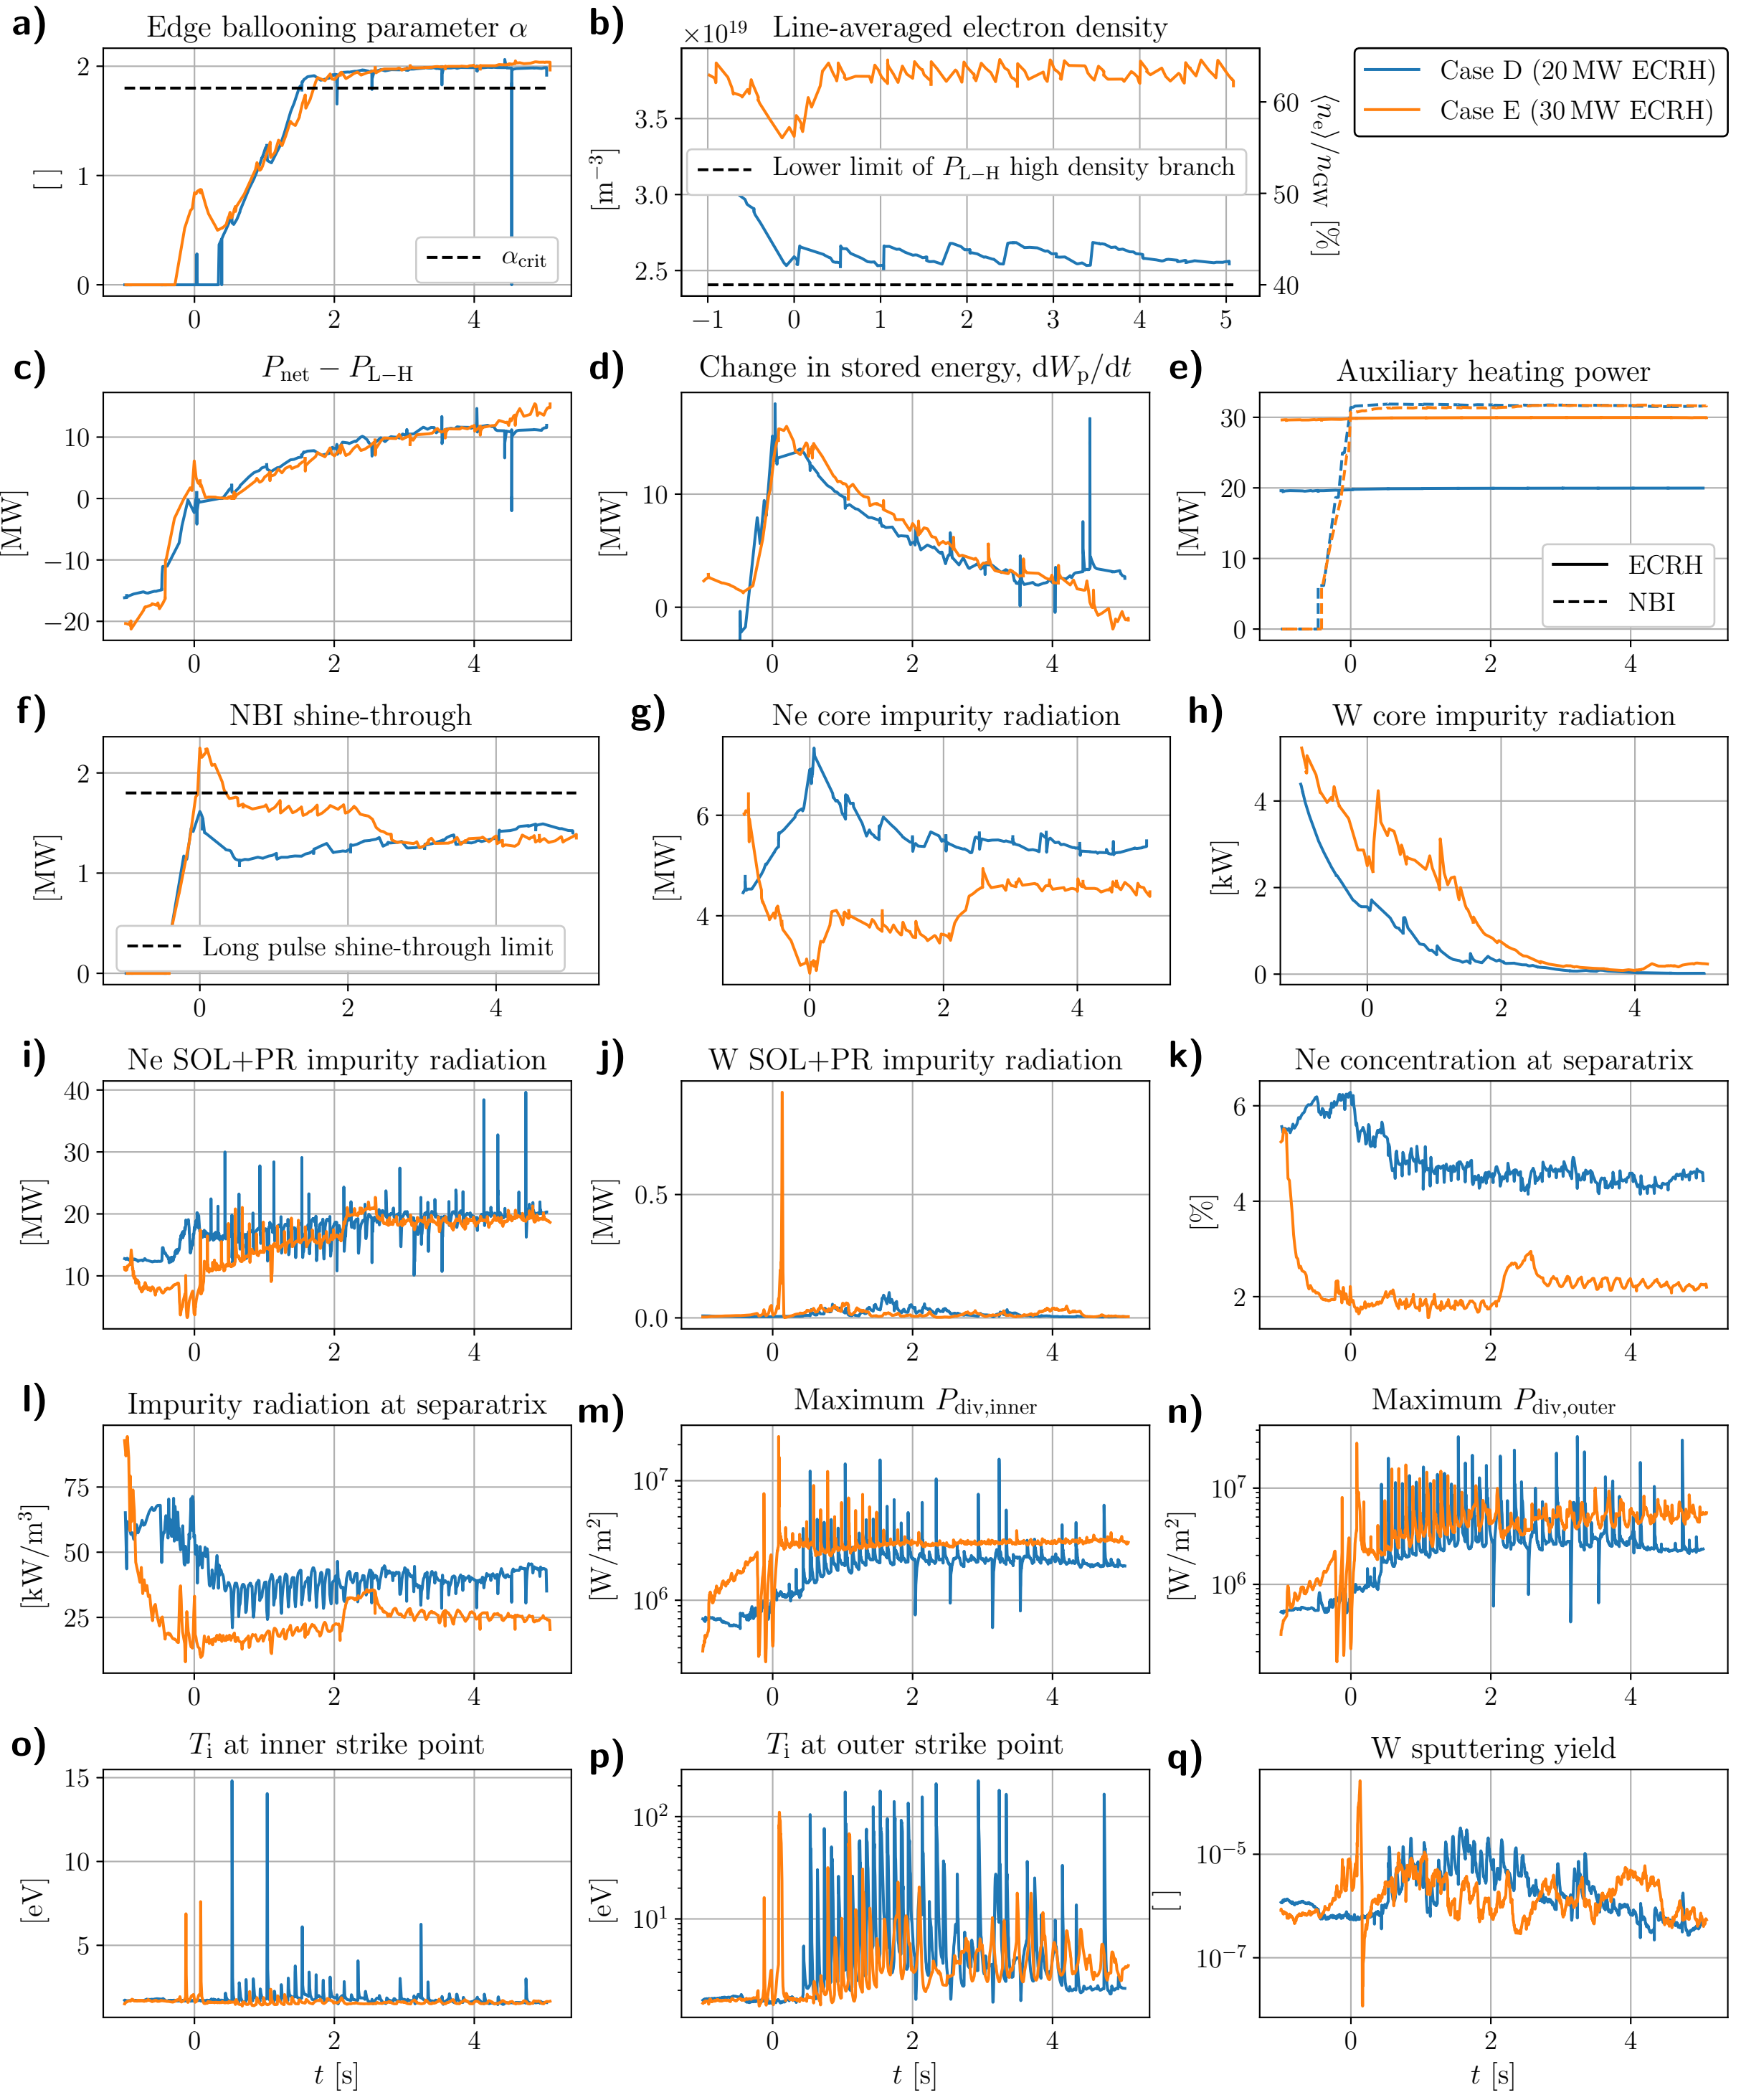 a)
Edge ballooning parameter α
2
1
0
[ ]
α_crit
0
2
4
b)
×10^19
Line-averaged electron density
3.5
3.0
2.5
[m^−3]
Lower limit of P_L−H high density branch
60
50
40
⟨n_e⟩/n_GW [%]
−1
0
1
2
3
4
5
Case D (20 MW ECRH)
Case E (30 MW ECRH)
c)
P_net − P_L−H
10
0
−10
−20
[MW]
0
2
4
d)
Change in stored energy, dW_p/dt
10
0
[MW]
0
2
4
e)
Auxiliary heating power
30
20
10
0
[MW]
ECRH
NBI
0
2
4
f)
NBI shine-through
2
1
0
[MW]
Long pulse shine-through limit
0
2
4
g)
Ne core impurity radiation
6
4
[MW]
0
2
4
h)
W core impurity radiation
4
2
0
[kW]
0
2
4
i)
Ne SOL+PR impurity radiation
40
30
20
10
[MW]
0
2
4
j)
W SOL+PR impurity radiation
0.5
0.0
[MW]
0
2
4
k)
Ne concentration at separatrix
6
4
2
[%]
0
2
4
l)
Impurity radiation at separatrix
75
50
25
[kW/m^3]
0
2
4
m)
Maximum P_div,inner
10^7
10^6
[W/m^2]
0
2
4
n)
Maximum P_div,outer
10^7
10^6
[W/m^2]
0
2
4
o)
T_i at inner strike point
15
10
5
[eV]
0
2
4
t [s]
p)
T_i at outer strike point
10^2
10^1
[eV]
0
2
4
t [s]
q)
W sputtering yield
10^−5
10^−7
[ ]
0
2
4
t [s]